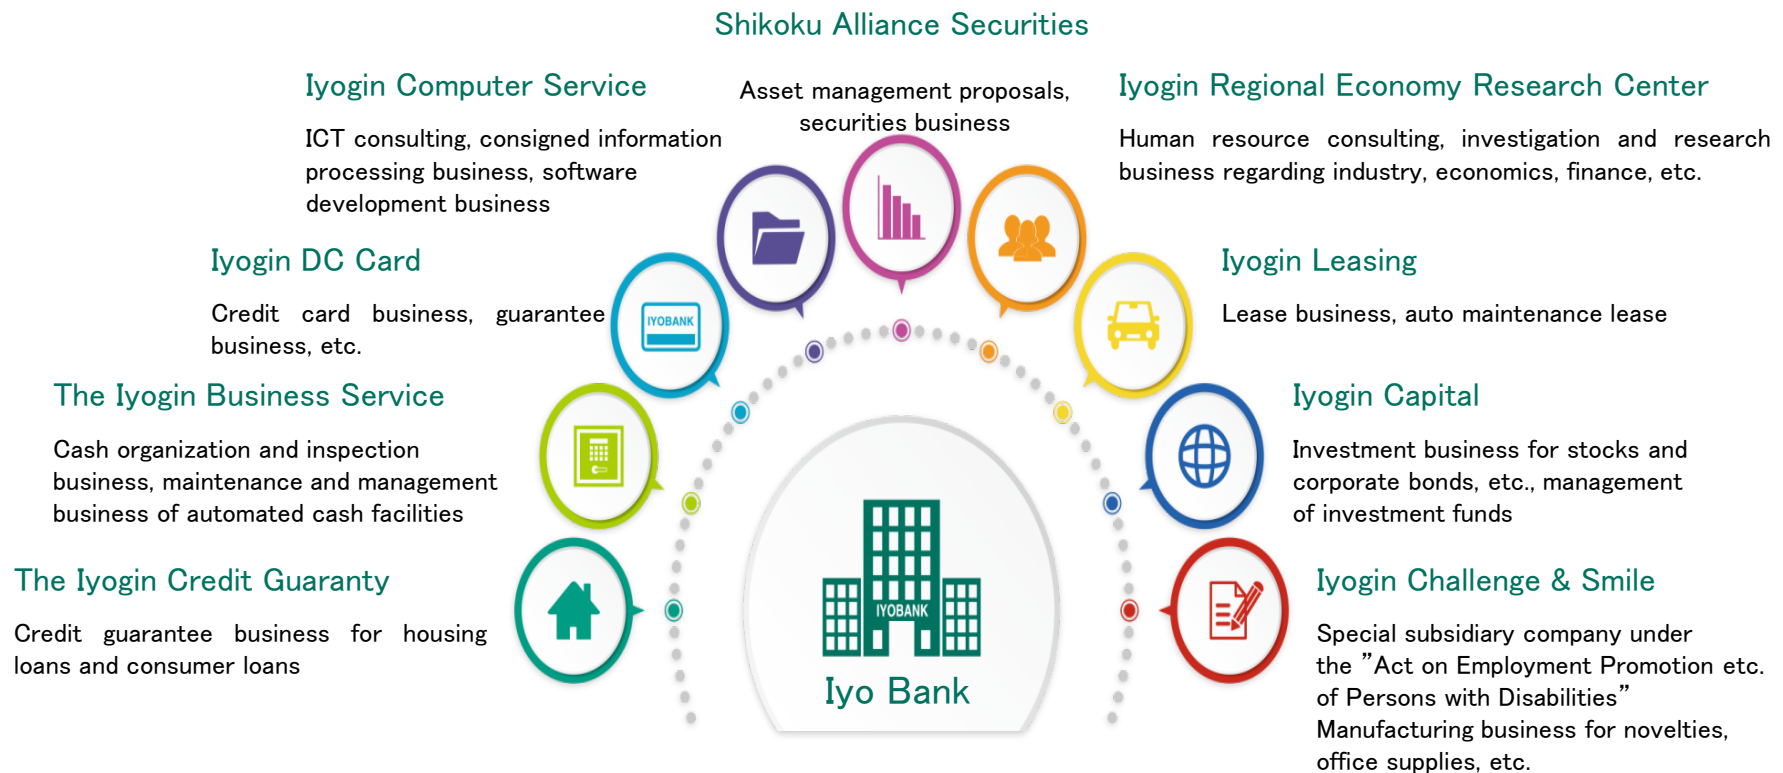 Shikoku Alliance Securities
Asset management proposals,
securities business
Iyogin Computer Service
ICT consulting, consigned information
processing business, software
development business
Iyogin Regional Economy Research Center
Human resource consulting, investigation and research
business regarding industry, economics, finance, etc.
Iyogin DC Card
Credit card business, guarantee
business, etc.
IYOBANK
Iyogin Leasing
Lease business, auto maintenance lease
The Iyogin Business Service
Cash organization and inspection
business, maintenance and management
business of automated cash facilities
Iyogin Capital
Investment business for stocks and
corporate bonds, etc., management
of investment funds
The Iyogin Credit Guaranty
Credit guarantee business for housing
loans and consumer loans
IYOBANK
Iyo Bank
Iyogin Challenge & Smile
Special subsidiary company under
the ”Act on Employment Promotion etc.
of Persons with Disabilities”
Manufacturing business for novelties,
office supplies, etc.